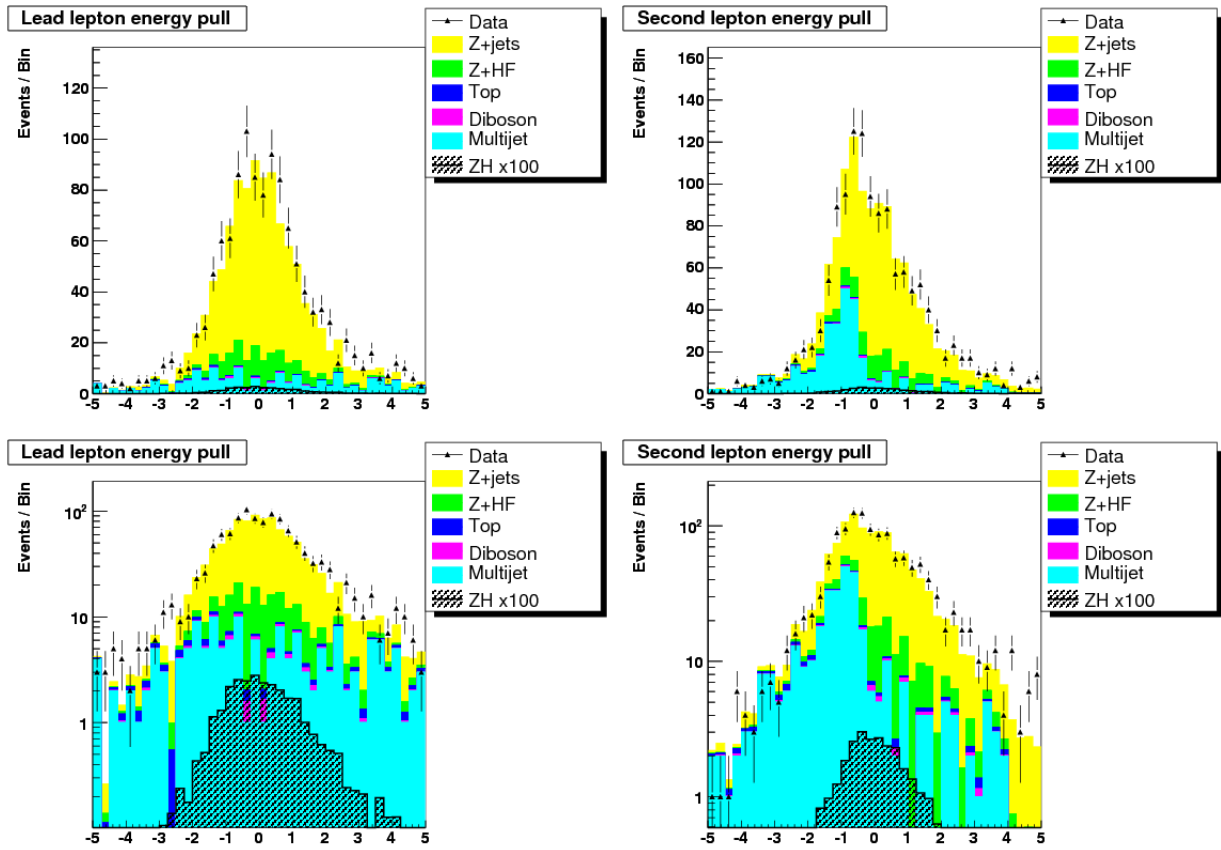 Lead lepton energy pull
Events / Bin
120
100
80
60
40
20
0
-5 -4 -3 -2 -1 0 1 2 3 4 5
Data
Z+jets
Z+HF
Top
Diboson
Multijet
ZH x100
Second lepton energy pull
Events / Bin
160
140
120
100
80
60
40
20
0
-5 -4 -3 -2 -1 0 1 2 3 4 5
Data
Z+jets
Z+HF
Top
Diboson
Multijet
ZH x100
Lead lepton energy pull
Events / Bin
10²
10
1
-5 -4 -3 -2 -1 0 1 2 3 4 5
Data
Z+jets
Z+HF
Top
Diboson
Multijet
ZH x100
Second lepton energy pull
Events / Bin
10²
10
1
-5 -4 -3 -2 -1 0 1 2 3 4 5
Data
Z+jets
Z+HF
Top
Diboson
Multijet
ZH x100